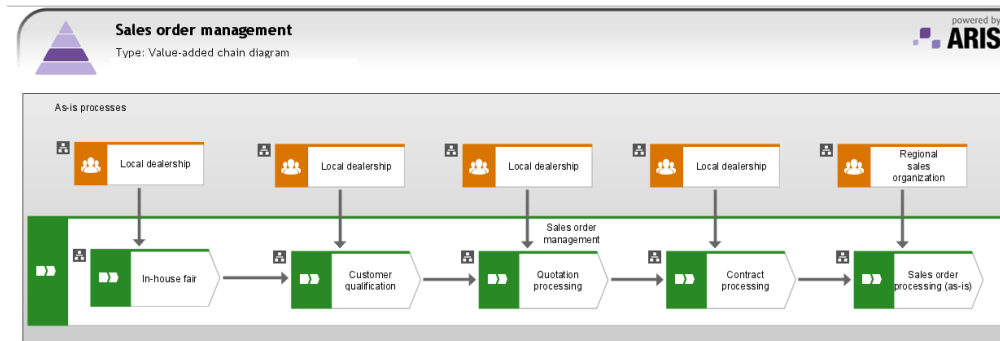 Sales order management
Type: Value-added chain diagram
powered by
ARIS
As-is processes
Local dealership
Local dealership
Local dealership
Local dealership
Regional
sales
organization
Sales order
management
In-house fair
Customer
qualification
Quotation
processing
Contract
processing
Sales order
processing (as-is)